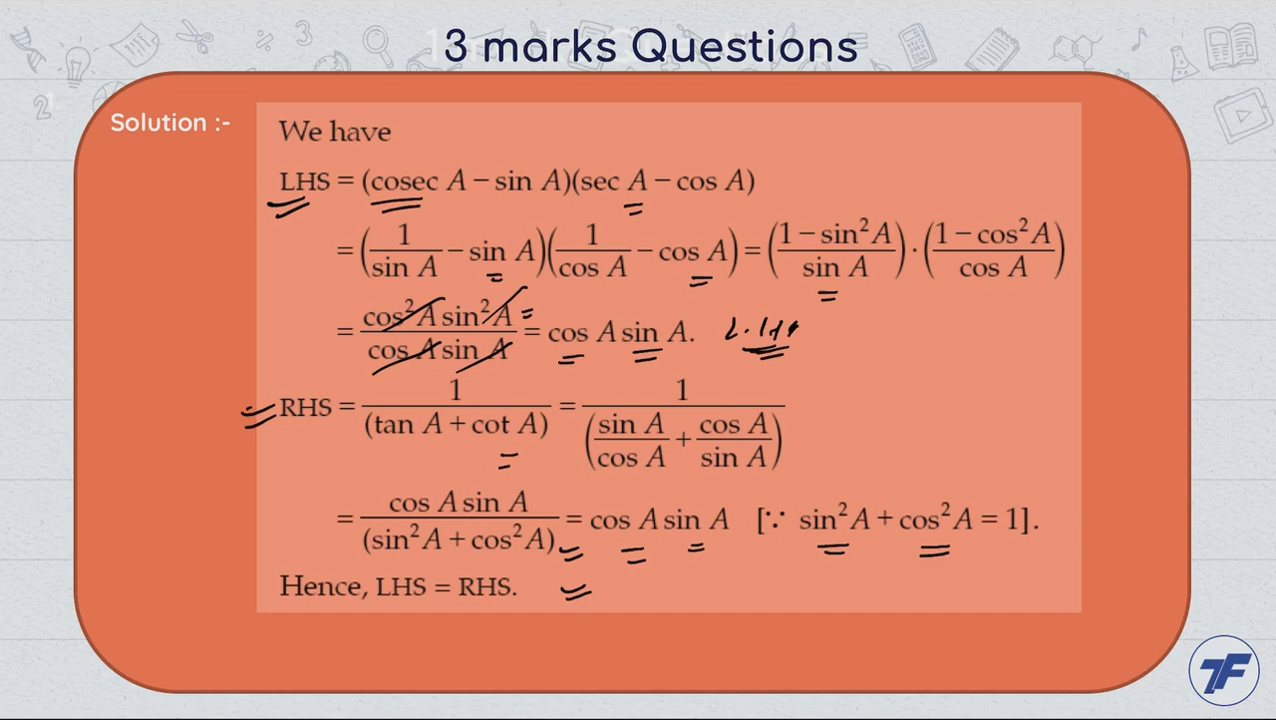 3 marks Questions
Solution :-
We have
LHS = (cosec A − sin A)(sec A − cos A)
= (1/sin A − sin A)(1/cos A − cos A) = ((1 − sin²A)/sin A) · ((1 − cos²A)/cos A)
= (cos²A sin²A)/(cos A sin A) = cos A sin A. L.H
RHS = 1/(tan A + cot A) = 1/(sin A/cos A + cos A/sin A)
= cos A sin A/(sin²A + cos²A) = cos A sin A [∵ sin²A + cos²A = 1].
Hence, LHS = RHS.